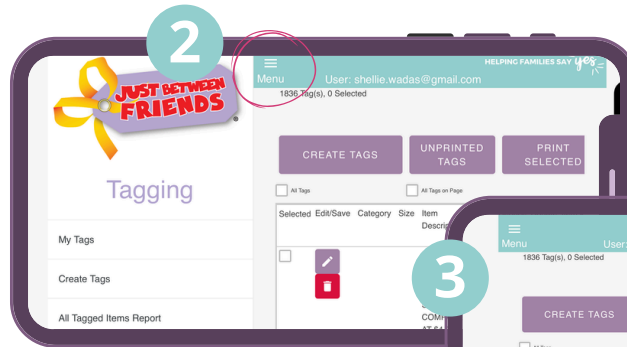 2
HELPING FAMILIES SAY yes
Menu
User: shellie.wadas@gmail.com
1836 Tag(s), 0 Selected
JUST BETWEEN
FRIENDS
®
Tagging
My Tags
Create Tags
All Tagged Items Report
CREATE TAGS
UNPRINTED
TAGS
PRINT
SELECTED
All Tags
All Tags on Page
Selected Edit/Save Category Size Item
3
Menu
User:
1836 Tag(s), 0 Selected
CREATE TAGS